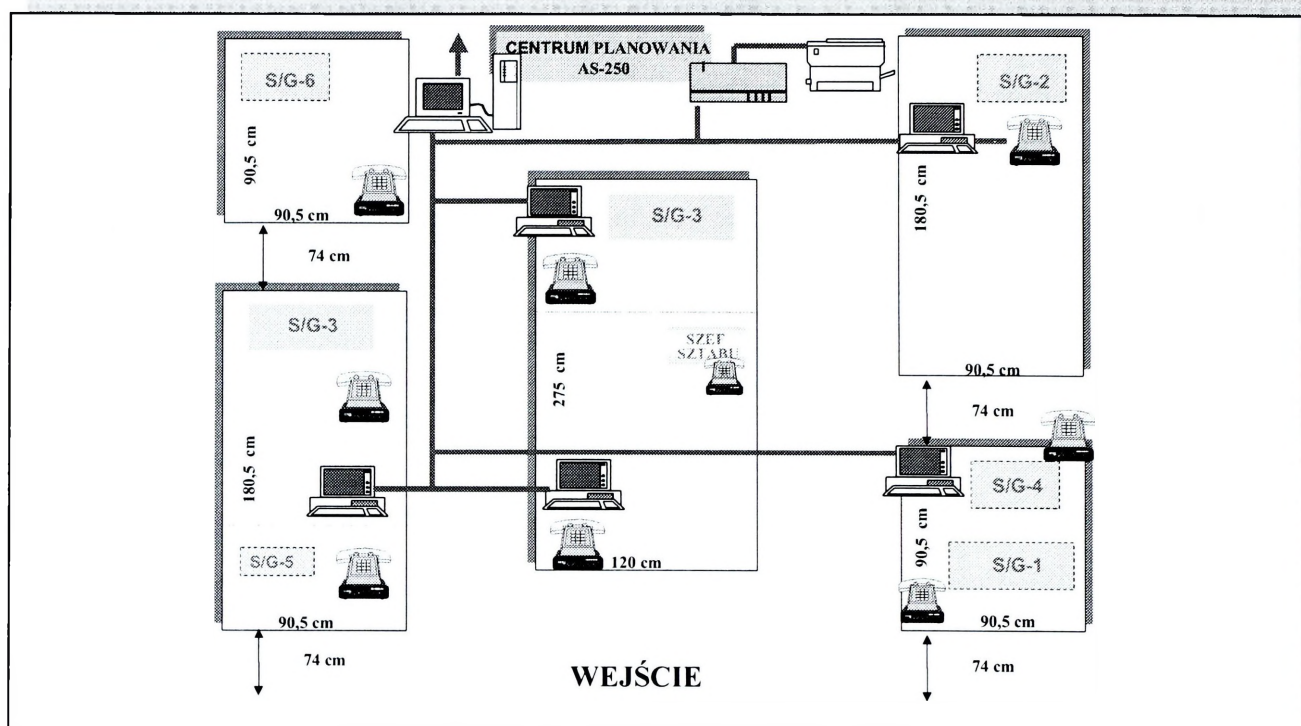 CENTRUM PLANOWANIA
AS-250
S/G-6
90,5 cm
90,5 cm
74 cm
S/G-2
180,5 cm
90,5 cm
74 cm
S/G-3
SZEF
SZTABU
275 cm
120 cm
S/G-3
180,5 cm
S/G-5
90,5 cm
74 cm
S/G-4
90,5 cm
S/G-1
90,5 cm
74 cm
WEJŚCIE